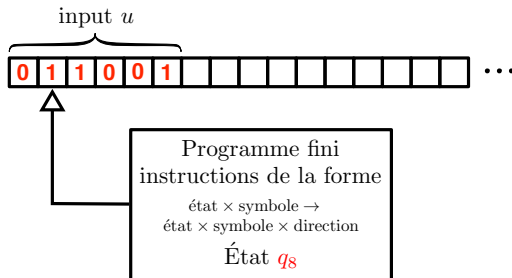 input u
0 1 1 0 0 1
...
Programme fini
instructions de la forme
état × symbole →
état × symbole × direction
État q₈